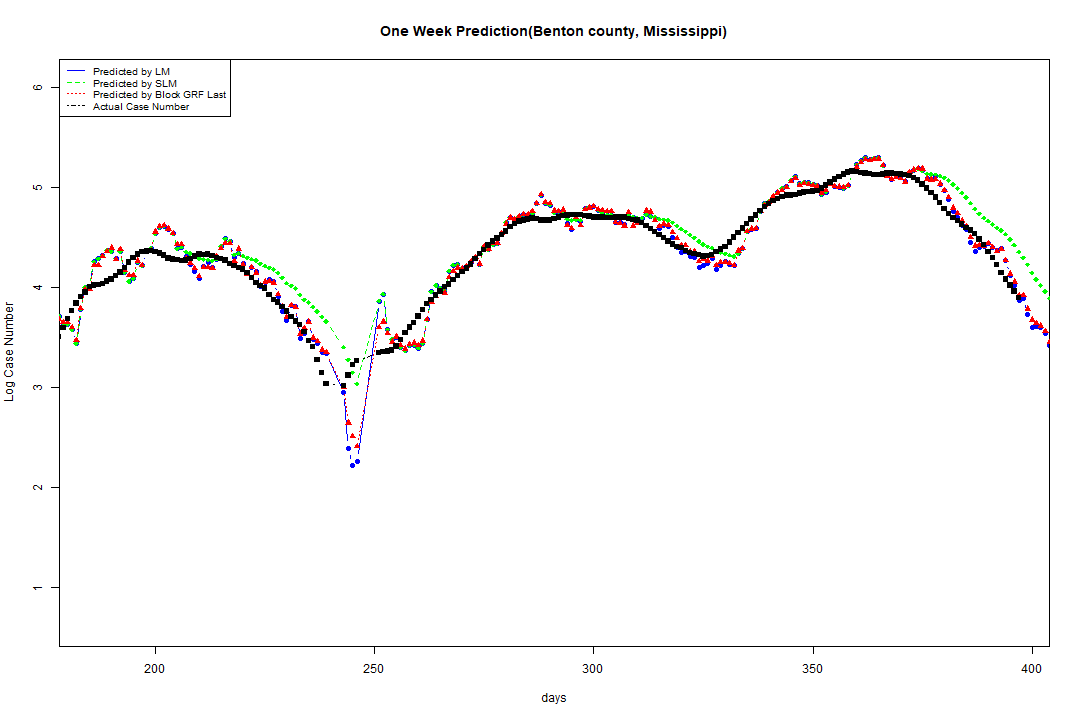 One Week Prediction(Benton county, Mississippi)
Predicted by LM
Predicted by SLM
Predicted by Block GRF Last
Actual Case Number
6
5
4
3
2
1
Log Case Number
200 250 300 350 400
days